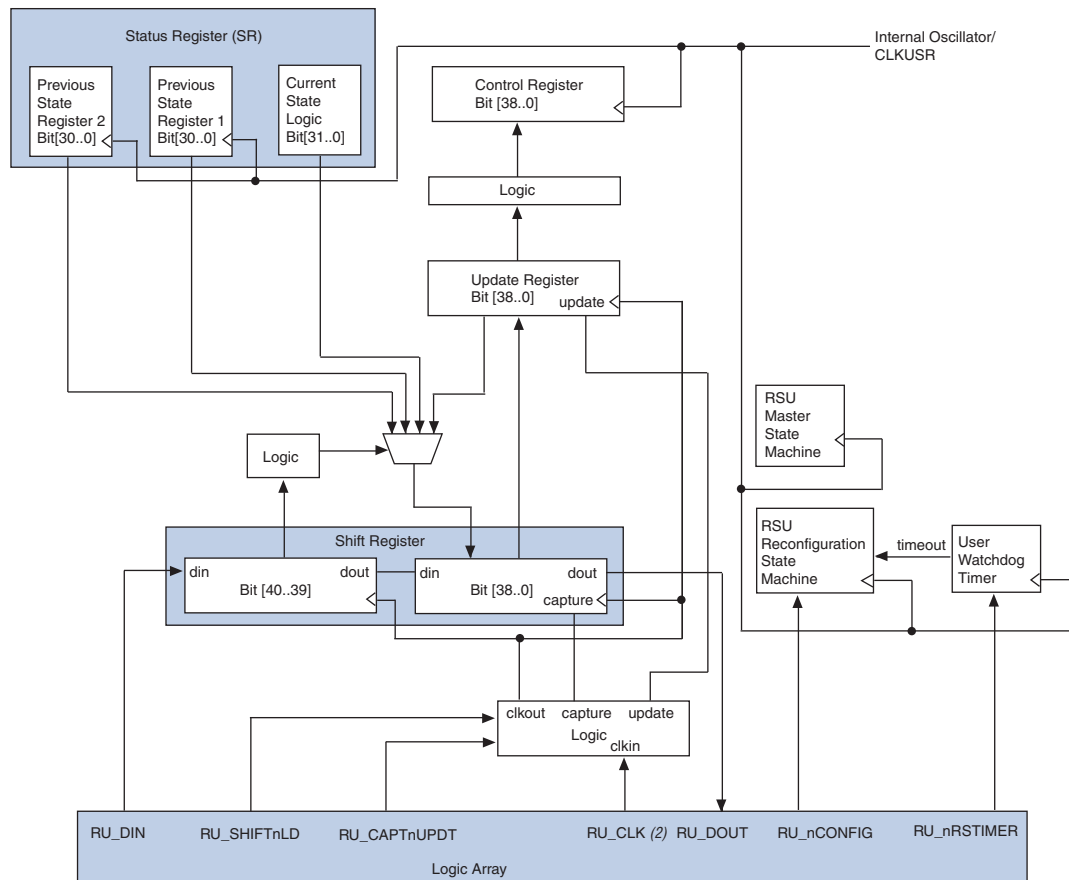 Status Register (SR)
Internal Oscillator/
CLKUSR
Previous
State
Register 2
Bit[30..0]
Previous
State
Register 1
Bit[30..0]
Current
State
Logic
Bit[31..0]
Control Register
Bit [38..0]
Logic
Update Register
Bit [38..0]
update
RSU
Master
State
Machine
Logic
Shift Register
din
dout
Bit [40..39]
din
dout
Bit [38..0]
capture
RSU
Reconfiguration
State
Machine
timeout
User
Watchdog
Timer
clkout
capture
update
Logic
clkin
RU_DIN
RU_SHIFTnLD
RU_CAPTnUPDT
RU_CLK (2)
RU_DOUT
RU_nCONFIG
RU_nRSTIMER
Logic Array